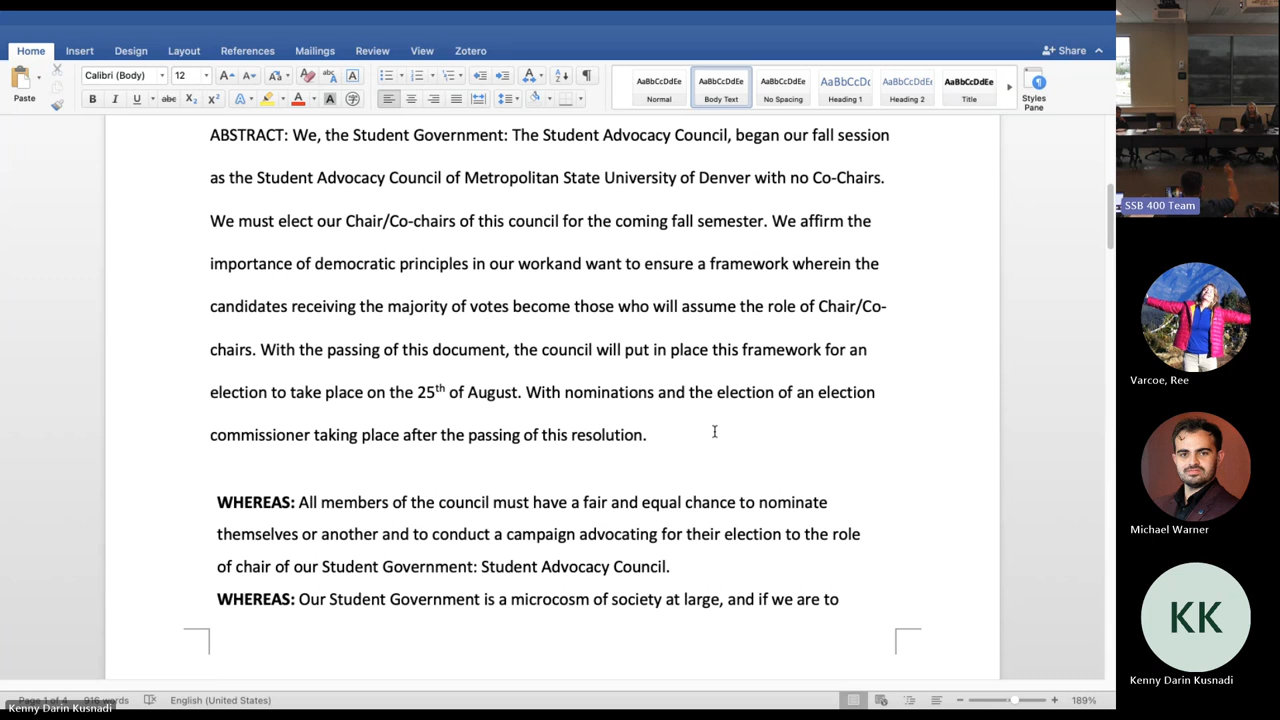 Home Insert Design Layout References Mailings Review View Zotero Share
Paste Calibri (Body) 12
AaBbCcDdEe AaBbCcDdEe AaBbCcDdEe AaBbCcDc AaBbCcDdEe AaBbCcDdEe
Normal Body Text No Spacing Heading 1 Heading 2 Title Styles Pane
ABSTRACT: We, the Student Government: The Student Advocacy Council, began our fall session
as the Student Advocacy Council of Metropolitan State University of Denver with no Co-Chairs.
We must elect our Chair/Co-chairs of this council for the coming fall semester. We affirm the
importance of democratic principles in our workand want to ensure a framework wherein the
candidates receiving the majority of votes become those who will assume the role of Chair/Co-
chairs. With the passing of this document, the council will put in place this framework for an
election to take place on the 25th of August. With nominations and the election of an election
commissioner taking place after the passing of this resolution.
WHEREAS: All members of the council must have a fair and equal chance to nominate
themselves or another and to conduct a campaign advocating for their election to the role
of chair of our Student Government: Student Advocacy Council.
WHEREAS: Our Student Government is a microcosm of society at large, and if we are to
Page 1 of 4 916 words English (United States) 189%
Kenny Darin Kusnadi
SSB 400 Team
Varcoe, Ree
Michael Warner
KK
Kenny Darin Kusnadi